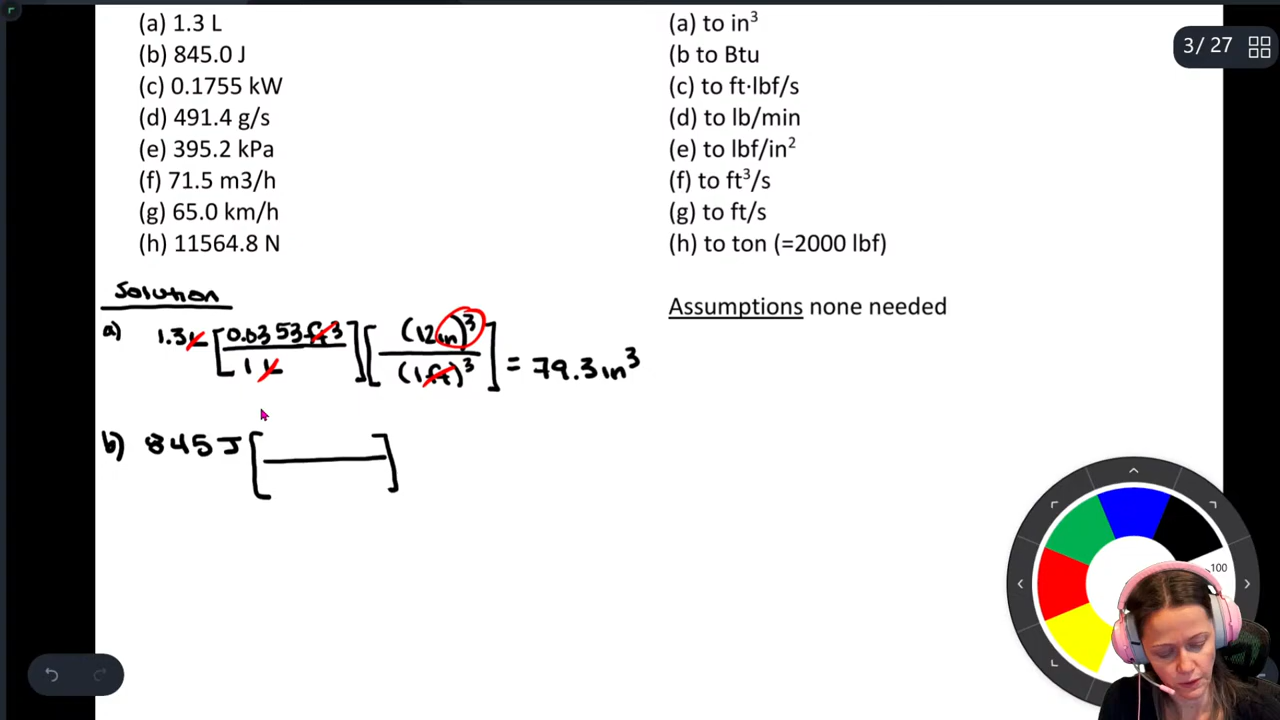 3 / 27
(a) 1.3 L
(b) 845.0 J
(c) 0.1755 kW
(d) 491.4 g/s
(e) 395.2 kPa
(f) 71.5 m3/h
(g) 65.0 km/h
(h) 11564.8 N
(a) to in³
(b to Btu
(c) to ft·lbf/s
(d) to lb/min
(e) to lbf/in²
(f) to ft³/s
(g) to ft/s
(h) to ton (=2000 lbf)
Assumptions none needed
Solution
a) 1.3L [0.0353ft³ / 1L] [(12in)³ / (1ft)³] = 79.3in³
b) 845 J [ ]
100